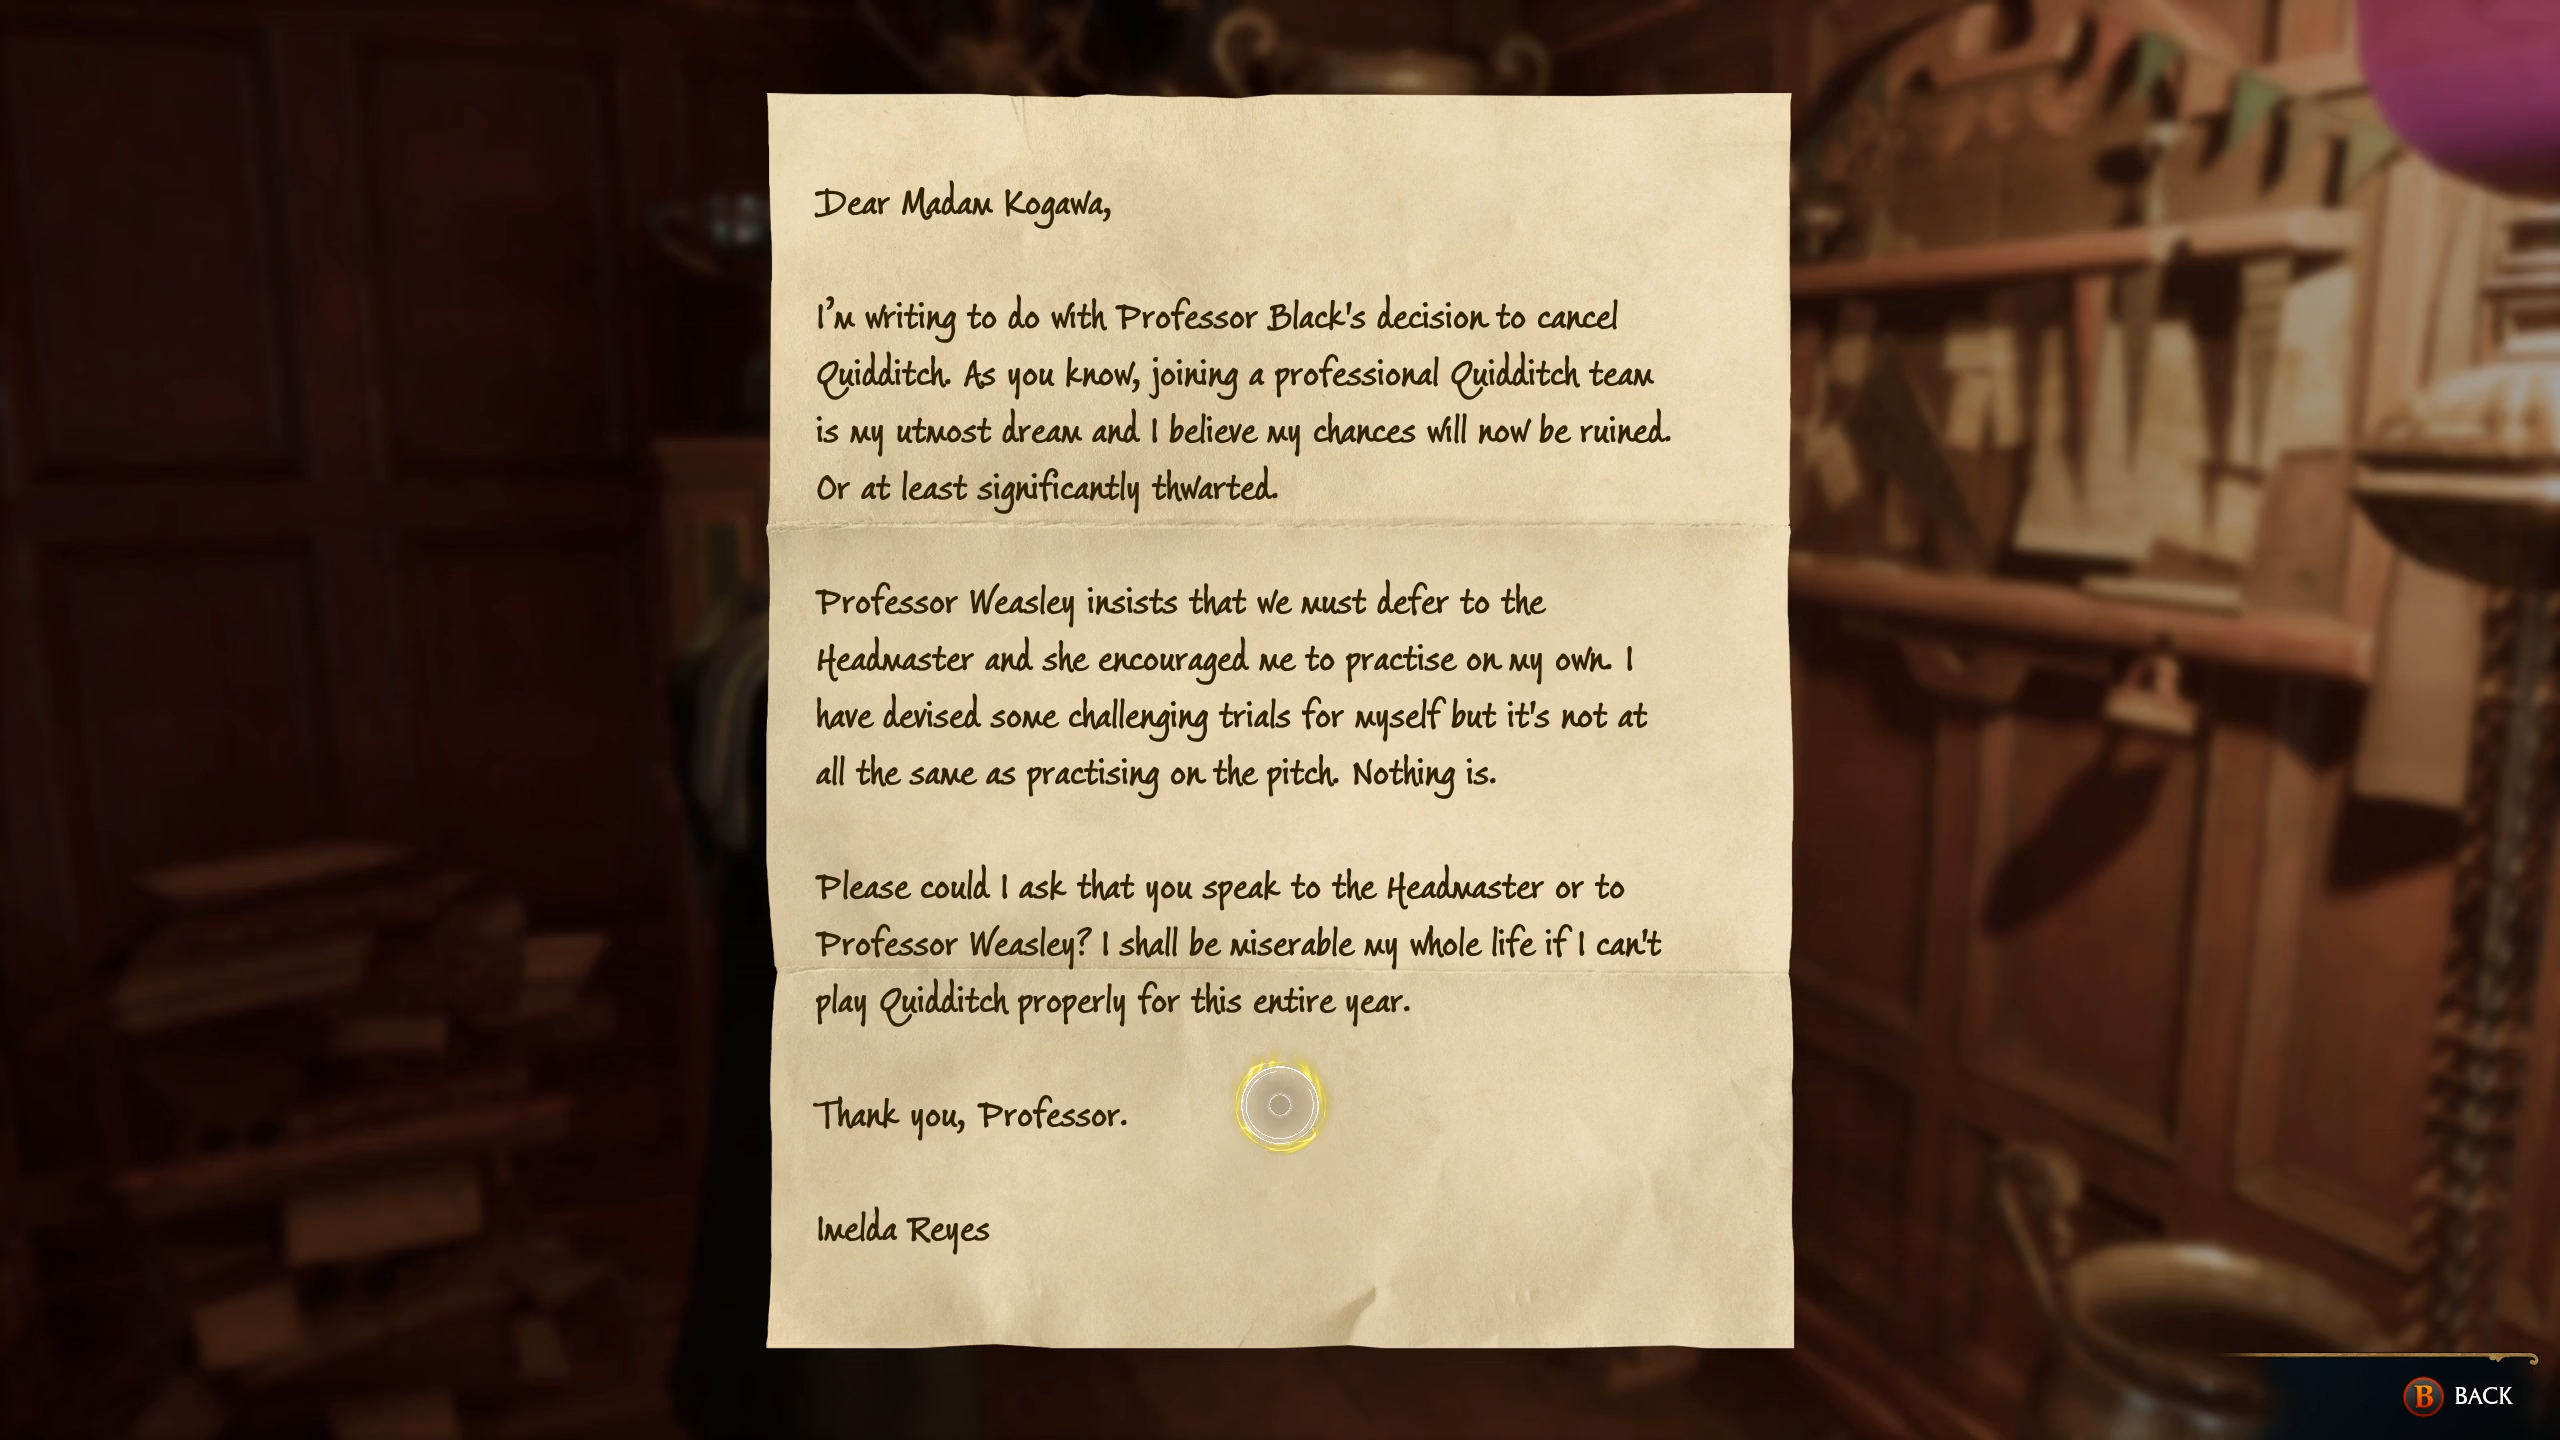 Dear Madam Kogawa,
I'm writing to do with Professor Black's decision to cancel
Quidditch. As you know, joining a professional Quidditch team
is my utmost dream and I believe my chances will now be ruined.
Or at least significantly thwarted.
Professor Weasley insists that we must defer to the
Headmaster and she encouraged me to practise on my own. I
have devised some challenging trials for myself but it's not at
all the same as practising on the pitch. Nothing is.
Please could I ask that you speak to the Headmaster or to
Professor Weasley? I shall be miserable my whole life if I can't
play Quidditch properly for this entire year.
Thank you, Professor.
Imelda Reyes
B BACK